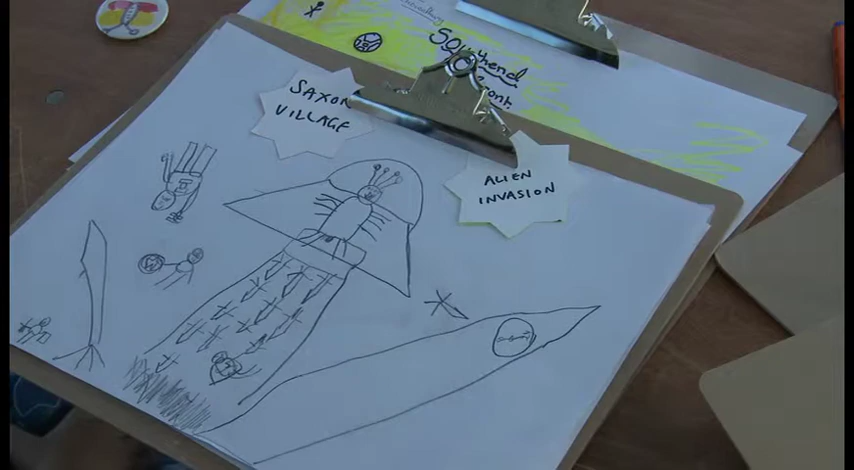 Southend
SAXON
VILLAGE
ALIEN
INVASION